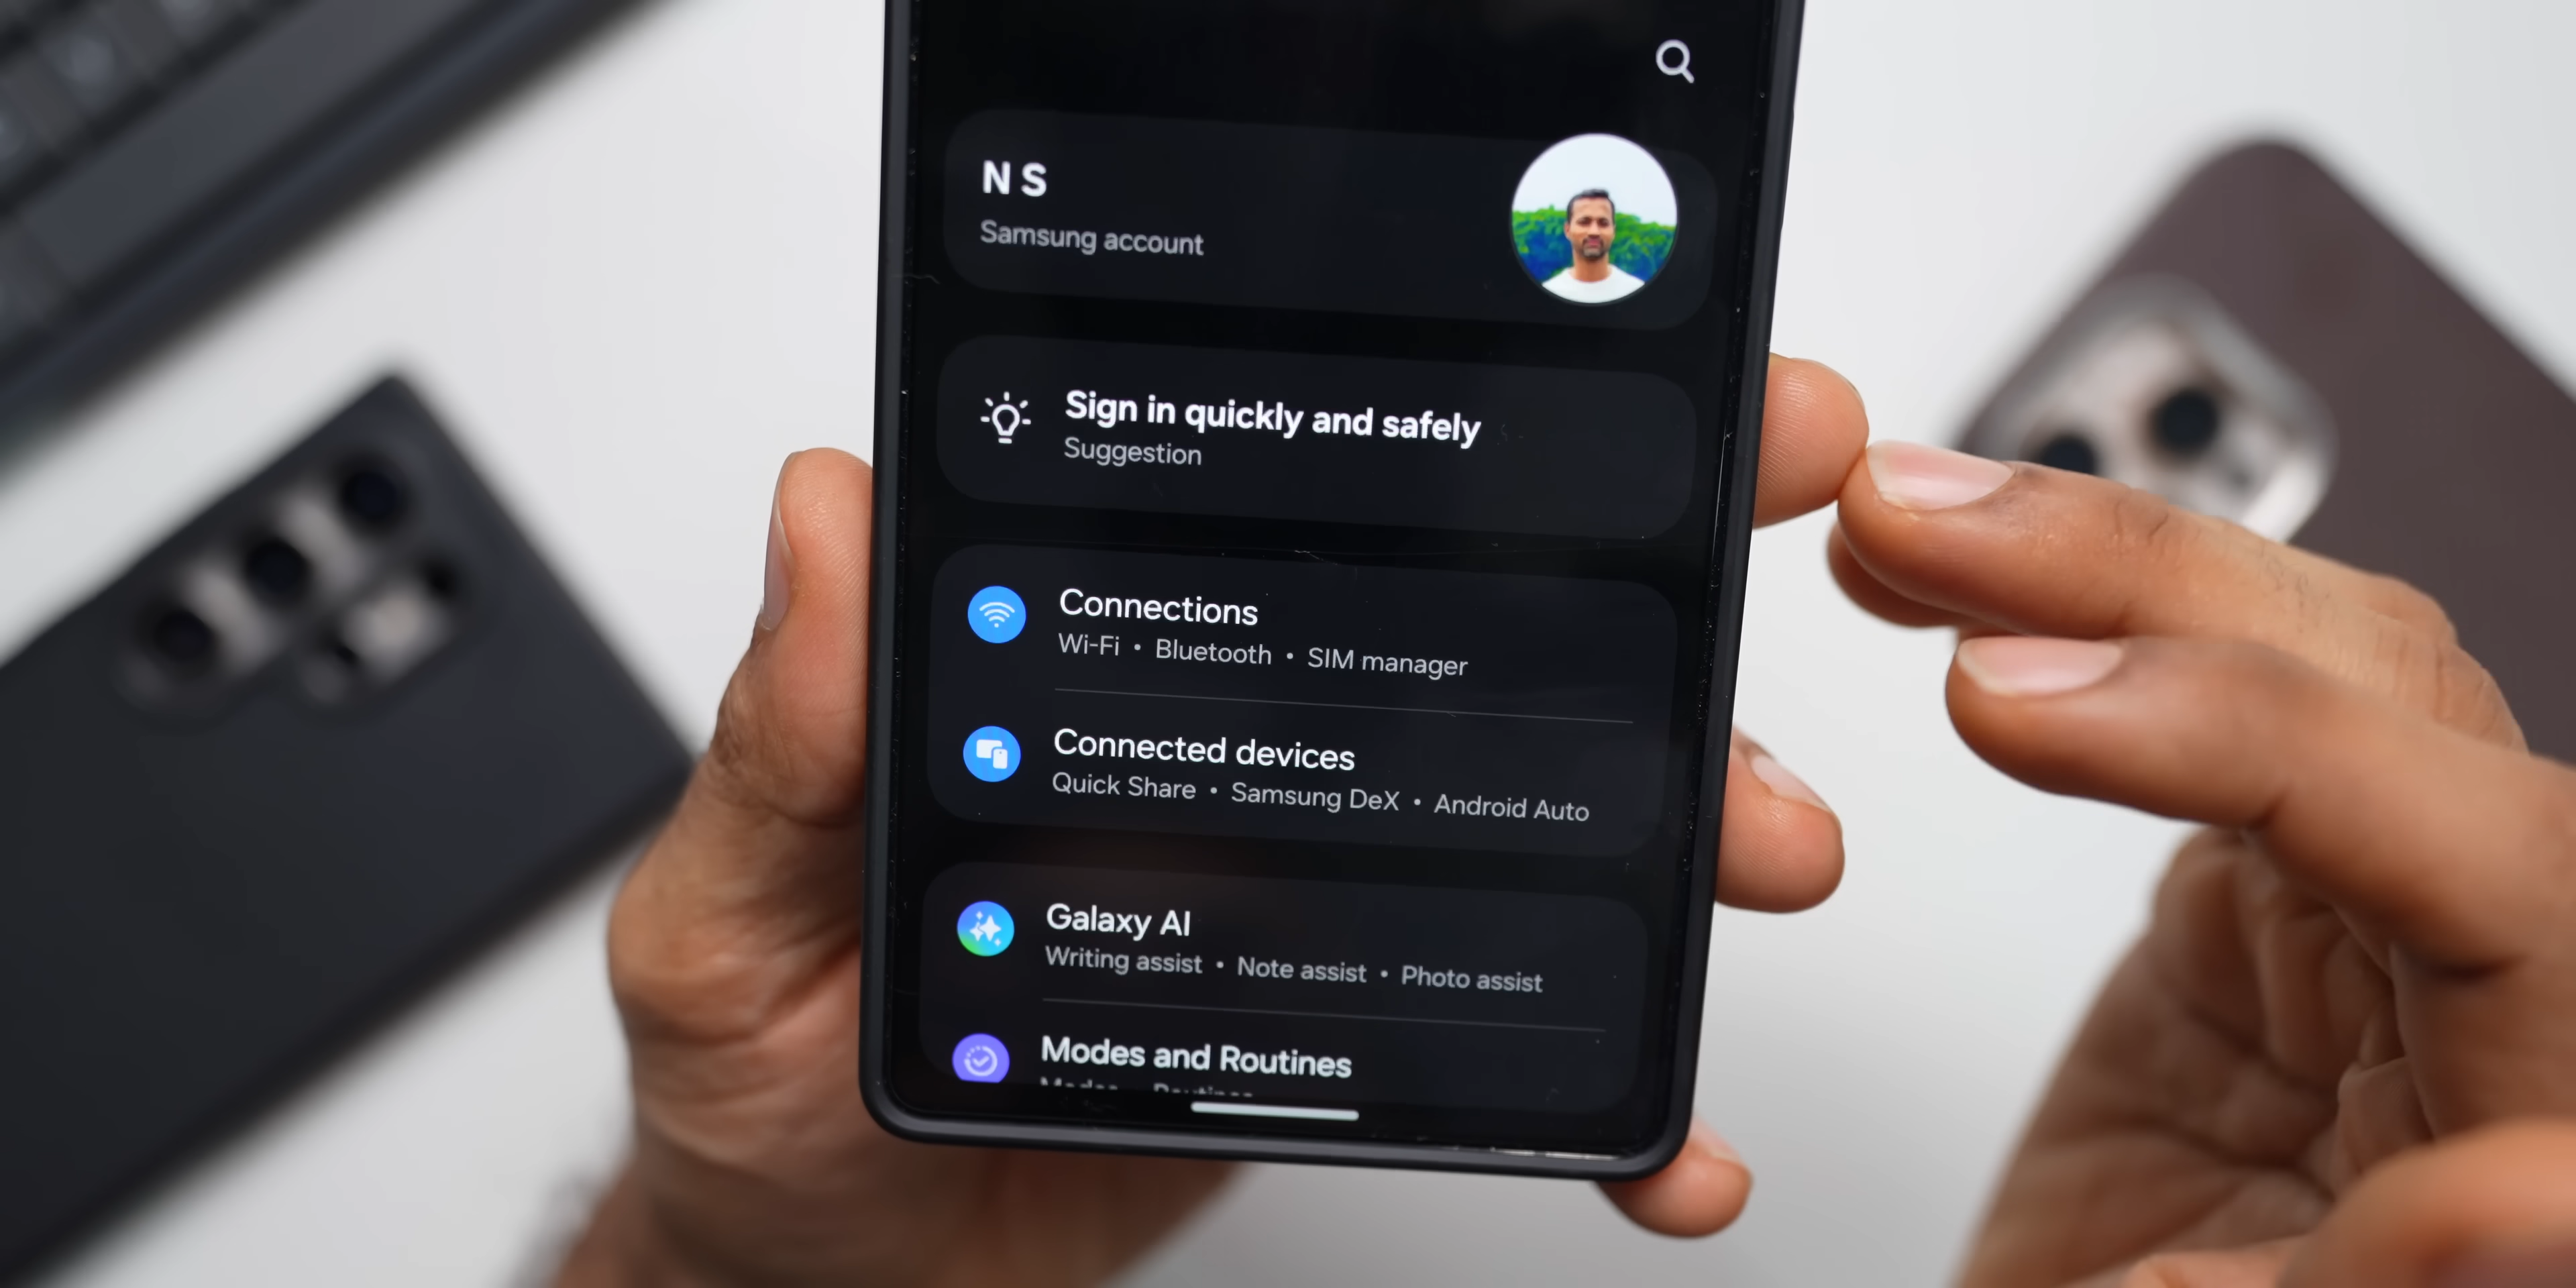 N S
Samsung account
Sign in quickly and safely
Suggestion
Connections
Wi-Fi • Bluetooth • SIM manager
Connected devices
Quick Share • Samsung DeX • Android Auto
Galaxy AI
Writing assist • Note assist • Photo assist
Modes and Routines